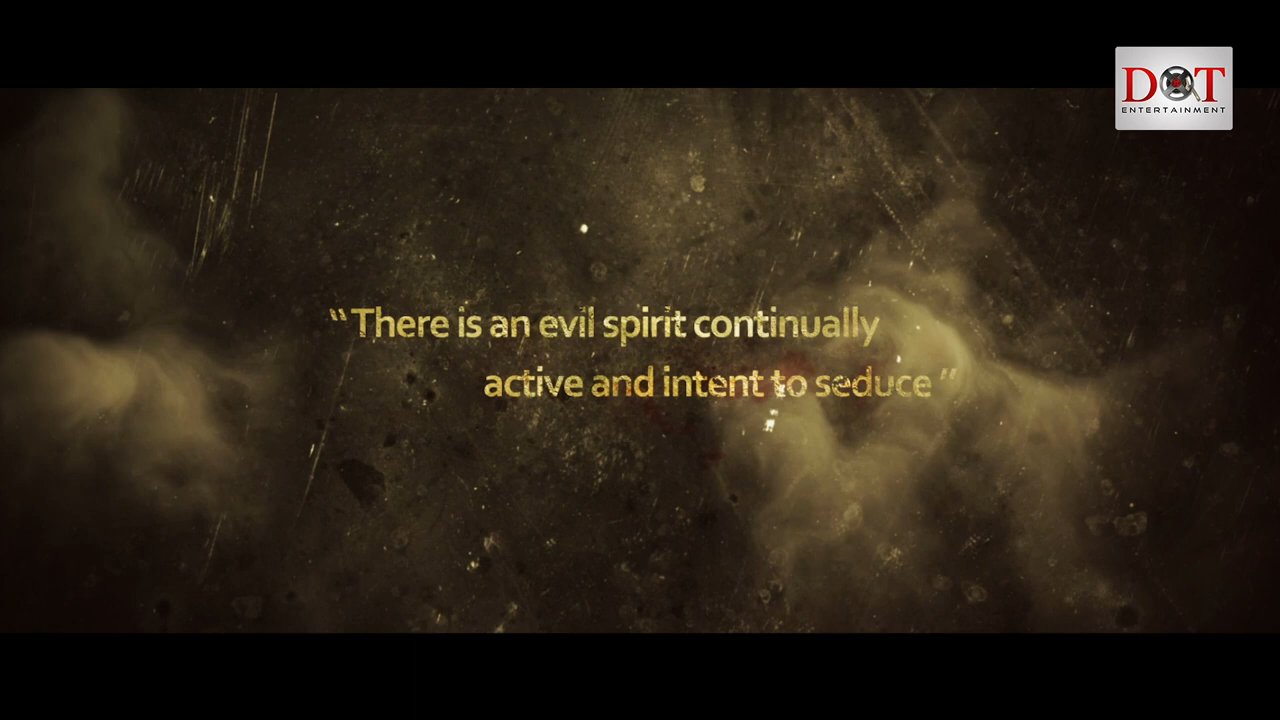 DOT
ENTERTAINMENT
“There is an evil spirit continually
active and intent to seduce”